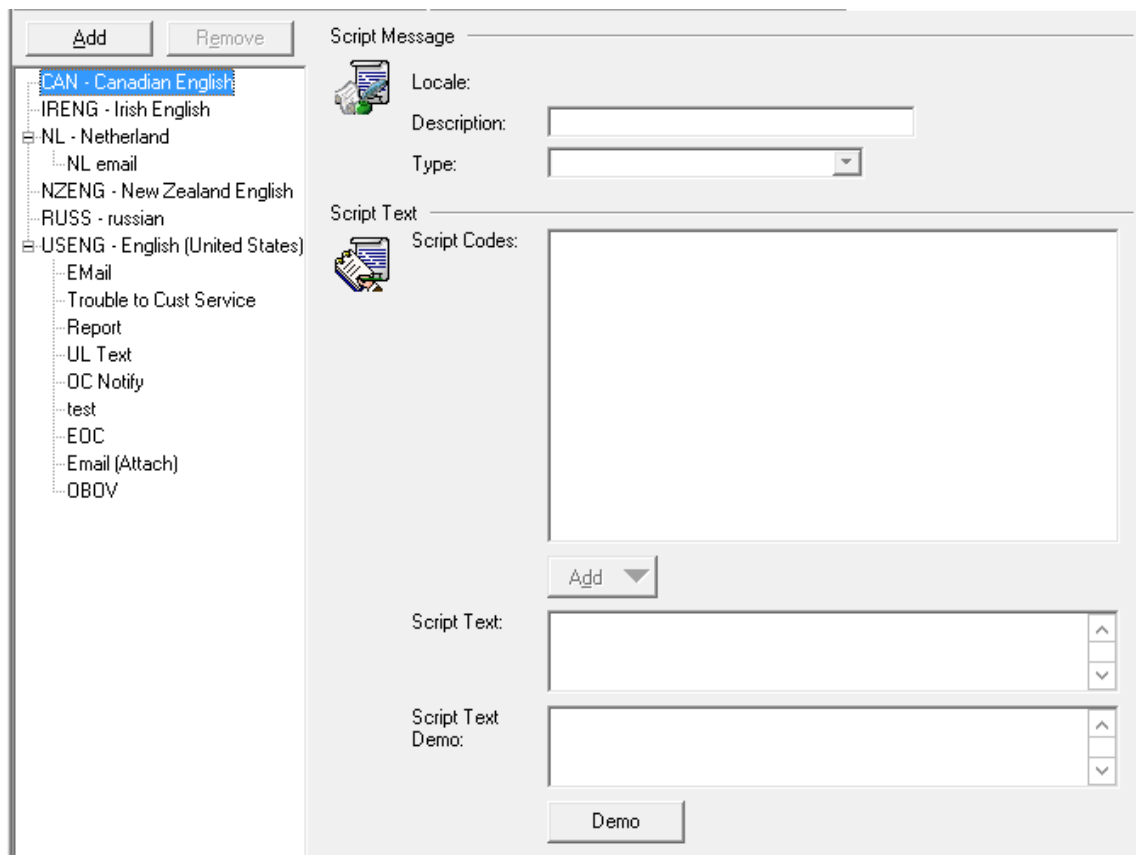 Add
Remove
CAN - Canadian English
IRENG - Irish English
NL - Netherland
NL email
NZENG - New Zealand English
RUSS - russian
USENG - English (United States)
EMail
Trouble to Cust Service
Report
UL Text
OC Notify
test
EOC
Email (Attach)
OBOV
Script Message
Locale:
Description:
Type:
Script Text
Script Codes:
Add
Script Text:
Script Text
Demo:
Demo